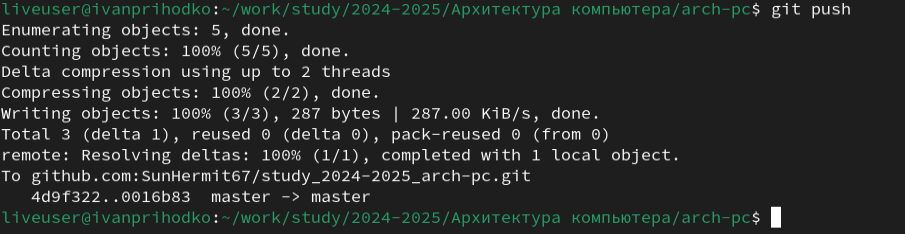 liveuser@ivanprihodko:~/work/study/2024-2025/Архитектура компьютера/arch-pc$ git push
Enumerating objects: 5, done.
Counting objects: 100% (5/5), done.
Delta compression using up to 2 threads
Compressing objects: 100% (2/2), done.
Writing objects: 100% (3/3), 287 bytes | 287.00 KiB/s, done.
Total 3 (delta 1), reused 0 (delta 0), pack-reused 0 (from 0)
remote: Resolving deltas: 100% (1/1), completed with 1 local object.
To github.com:SunHermit67/study_2024-2025_arch-pc.git
   4d9f322..0016b83  master -> master
liveuser@ivanprihodko:~/work/study/2024-2025/Архитектура компьютера/arch-pc$